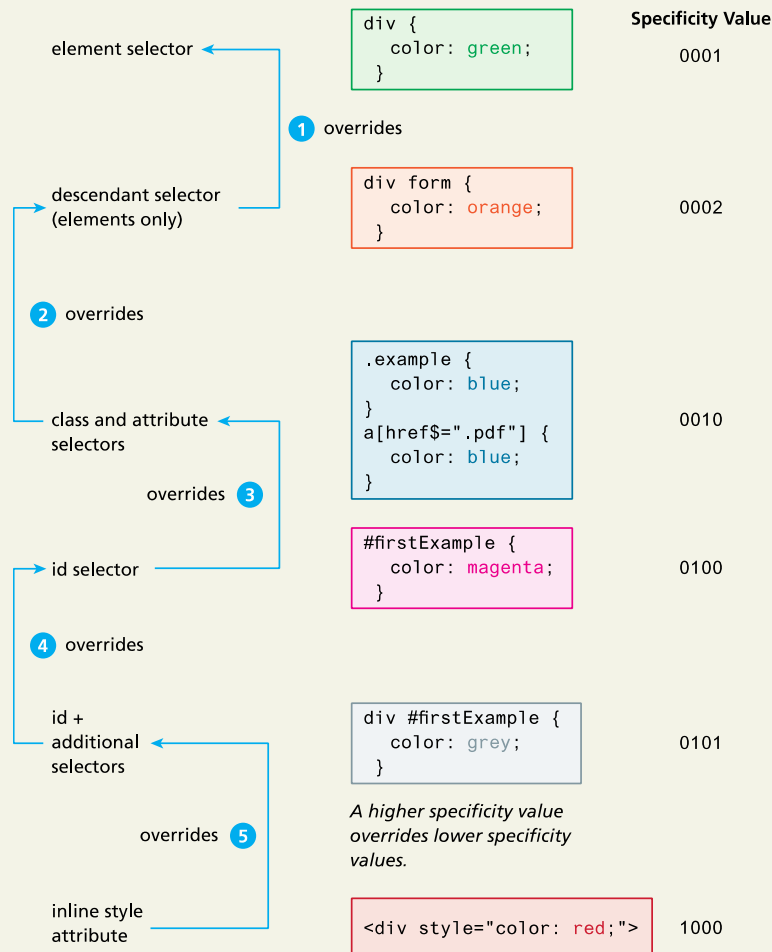 Specificity Value
element selector
div {
  color: green;
}
0001
1 overrides
descendant selector
(elements only)
div form {
  color: orange;
}
0002
2 overrides
class and attribute
selectors
.example {
  color: blue;
}
a[href$=".pdf"] {
  color: blue;
}
0010
overrides 3
id selector
#firstExample {
  color: magenta;
}
0100
4 overrides
id +
additional
selectors
div #firstExample {
  color: grey;
}
0101
A higher specificity value
overrides lower specificity
values.
overrides 5
inline style
attribute
<div style="color: red;">
1000